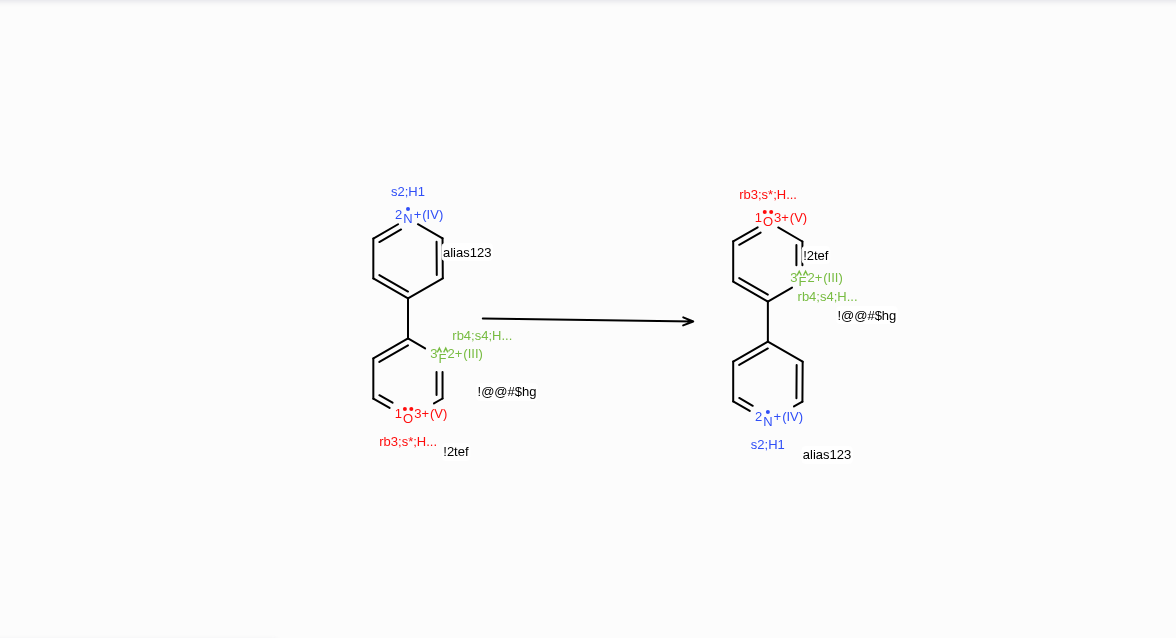 s2;H1
2N+(IV)
alias123
rb4;s4;H...
3F2+(III)
!@@#$hg
1O3+(V)
rb3;s*;H...
!2tef
rb3;s*;H...
1O3+(V)
!2tef
3F2+(III)
rb4;s4;H...
!@@#$hg
2N+(IV)
s2;H1
alias123